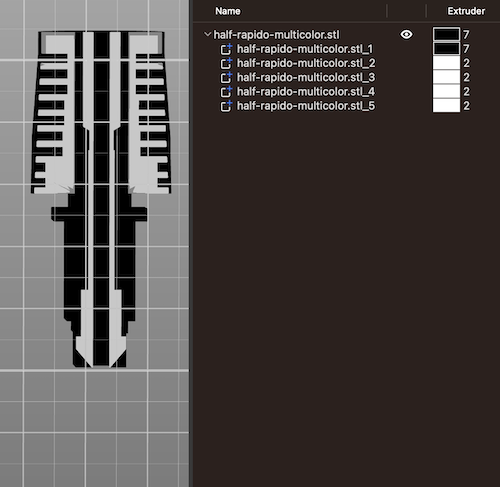 Name Extruder
half-rapido-multicolor.stl 7
half-rapido-multicolor.stl_1 7
half-rapido-multicolor.stl_2 2
half-rapido-multicolor.stl_3 2
half-rapido-multicolor.stl_4 2
half-rapido-multicolor.stl_5 2